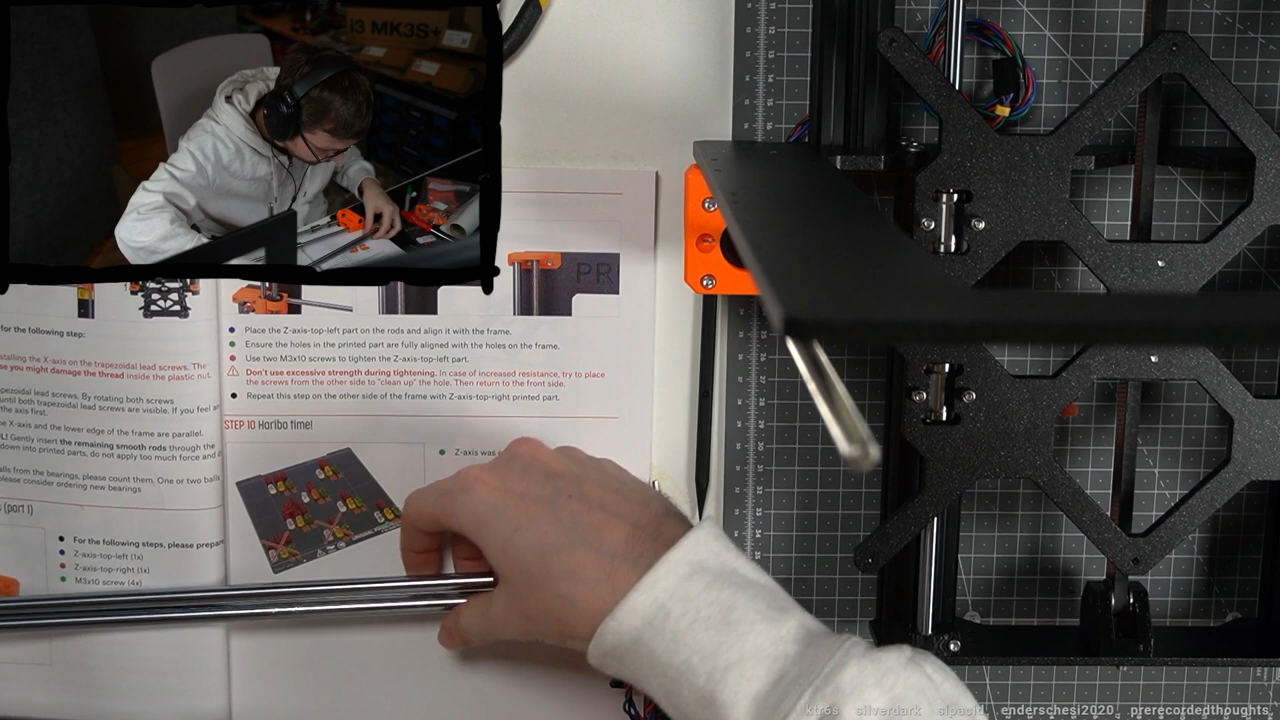 i3 MK3S+
PR
for the following step:
stalling the X-axis on the trapezoidal lead screws. The
se you might damage the thread inside the plastic nut.
pezoidal lead screws. By rotating both screws
until both trapezoidal lead screws are visible. If you feel
the axis first.
he X-axis and the lower edge of the frame are parallel.
L! Gently insert the remaining smooth rods through the
down into printed parts, do not apply too much force and
alls from the bearings, please count them. One or two balls
please consider ordering new bearings
(part 1)
For the following steps, please prepare
Z-axis-top-left (1x)
Z-axis-top-right (1x)
M3x10 screw (4x)
Place the Z-axis-top-left part on the rods and align it with the frame.
Ensure the holes in the printed part are fully aligned with the holes on the frame.
Use two M3x10 screws to tighten the Z-axis-top-left part.
Don't use excessive strength during tightening. In case of increased resistance, try to place
the screws from the other side to "clean up" the hole. Then return to the front side.
Repeat this step on the other side of the frame with Z-axis-top-right printed part.
STEP 10 Haribo time!
Z-axis was
ktr6s silverdark sipacid enderschesi2020 prerecordedthoughts